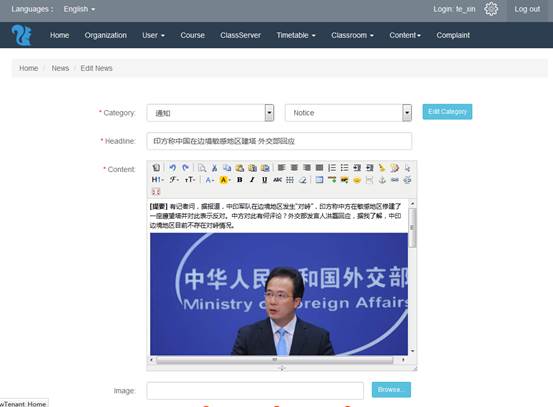 Languages : English
Login: te_xin
Log out
Home Organization User Course ClassServer Timetable Classroom Content Complaint
Home / News / Edit News
* Category: 通知 Notice Edit Category
* Headline: 印方称中国在边境敏感地区建塔 外交部回应
* Content:
[提要] 有记者问，据报道，中印军队在边境地区发生"对峙"，印方称中方在敏感地区修建了
一座瞭望塔并对此表示反对。中方对此有何评论？外交部发言人洪磊回应，据我了解，中印
边境地区目前不存在对峙情况。
中华人民 和国外交部
Ministry of Foreign Affairs
Image: Browse...
wTenant Home